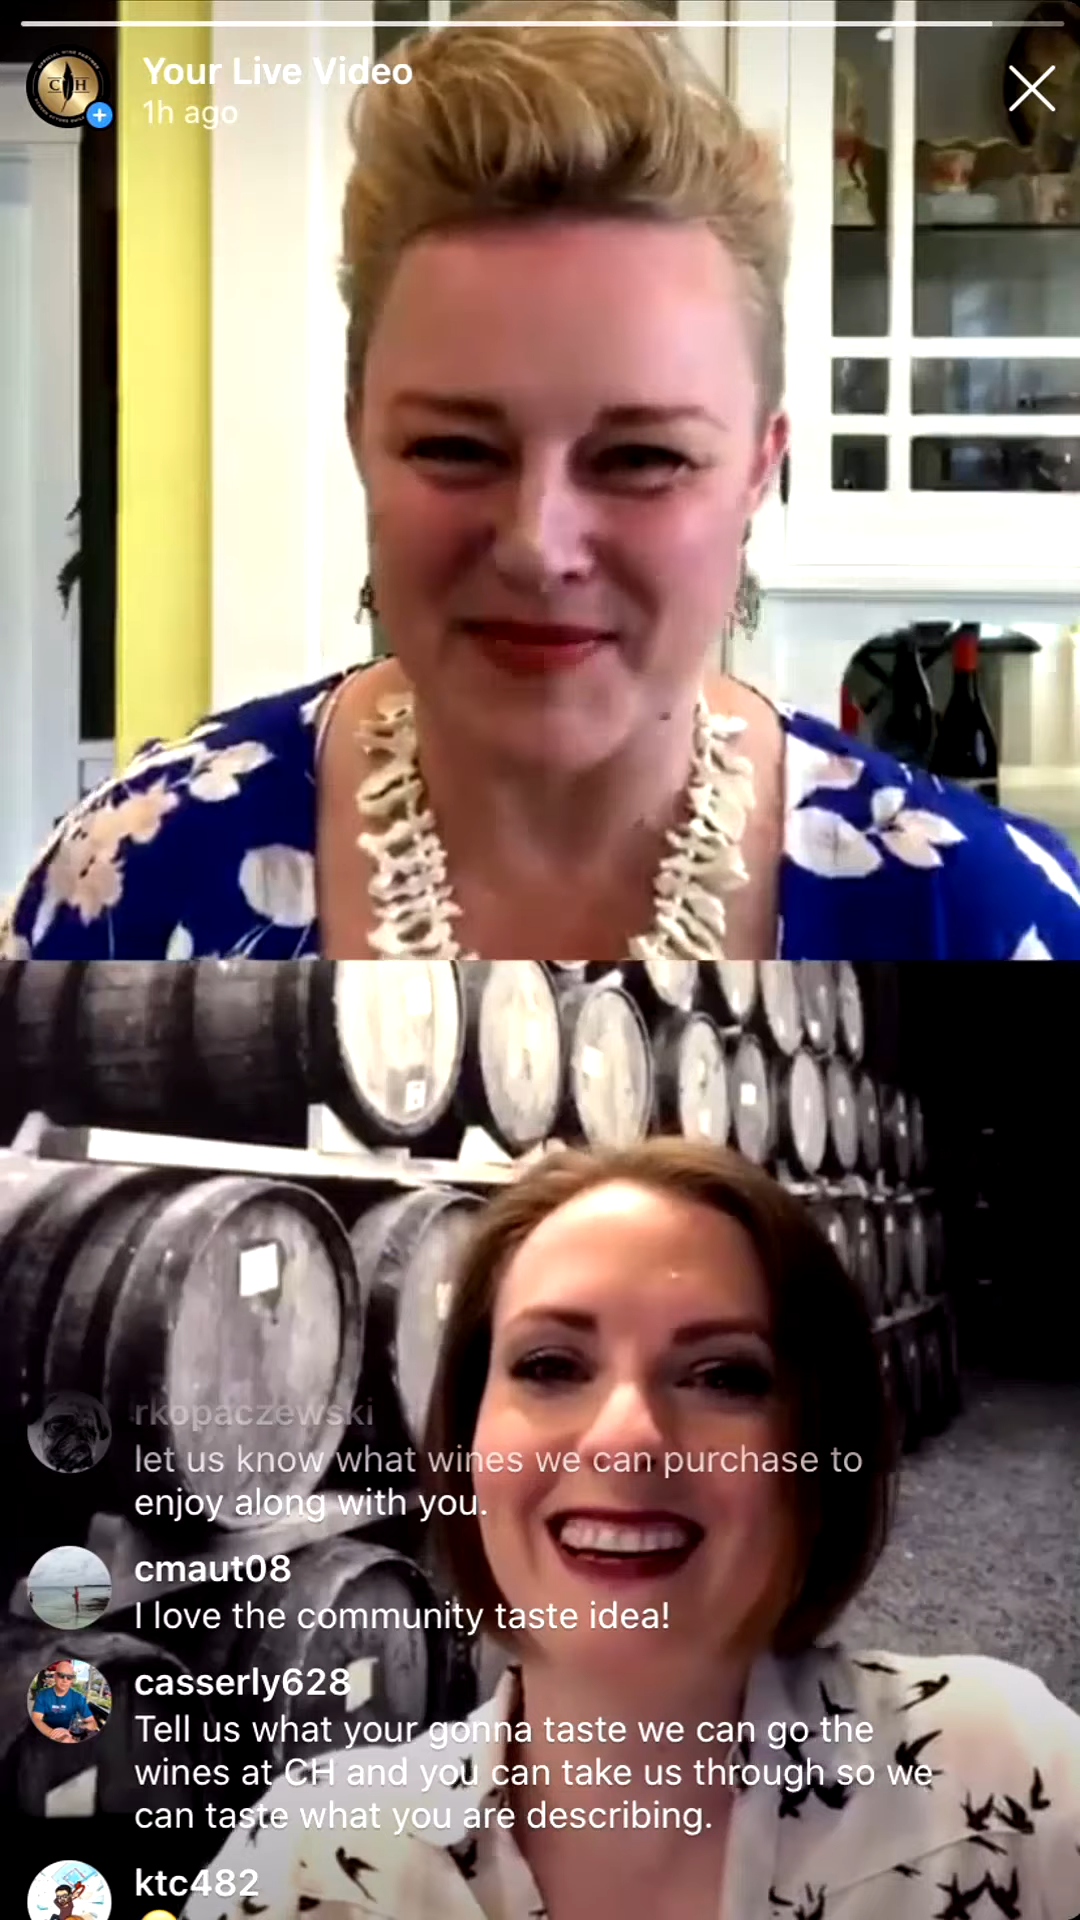 Your Live Video
1h ago
C H
rkopaczewski
let us know what wines we can purchase to
enjoy along with you.
cmaut08
I love the community taste idea!
casserly628
Tell us what your gonna taste we can go the
wines at CH and you can take us through so we
can taste what you are describing.
ktc482